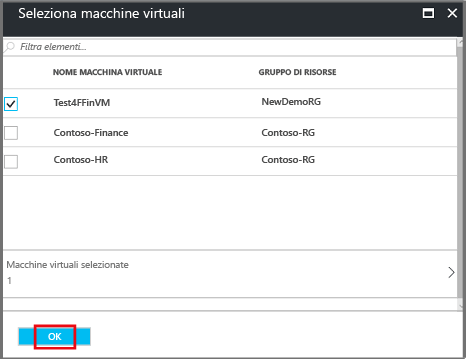 Seleziona macchine virtuali
Filtra elementi...
NOME MACCHINA VIRTUALE GRUPPO DI RISORSE
Test4FFinVM NewDemoRG
Contoso-Finance Contoso-RG
Contoso-HR Contoso-RG
Macchine virtuali selezionate
1
OK